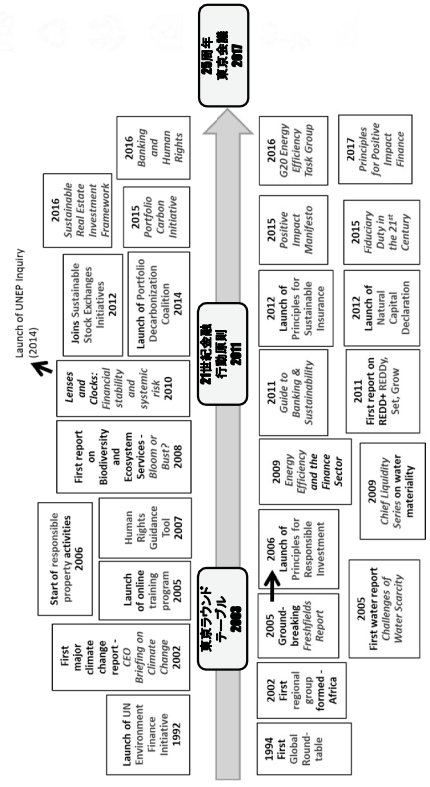 Launch of UNEP Inquiry
(2014)
Launch of UN
Environment
Finance
Initiative
1992
First
major
climate
change
report -
CEO
Briefing on
Climate
Change
2002
Start of responsible
property activities
2006
Launch
of online
training
program
2005
Human
Rights
Guidance
Tool
2007
First report
on
Biodiversity
and
Ecosystem
Services -
Bloom or
Bust?
2008
Lenses
and
Clocks:
Financial
stability
and
systemic
risk
2010
Joins Sustainable
Stock Exchanges
Initiatives
2012
Launch of Portfolio
Decarbonization
Coalition
2014
2016
Sustainable
Real Estate
Investment
Framework
2015
Portfolio
Carbon
Initiative
2016
Banking
and
Human
Rights
東京ラウンド
テーブル
2003
21世紀金融
行動原則
2011
25周年
東京会議
2017
1994
First
Global
Round-
table
2002
First
regional
group
formed -
Africa
2005
Ground-
breaking
Freshfields
Report
2006
Launch of
Principles for
Responsible
Investment
2009
Energy
Efficiency
and the
Finance
Sector
2011
Guide to
Banking &
Sustainability
2012
Launch of
Principles for
Sustainable
Insurance
2015
Positive
Impact
Manifesto
2016
G20 Energy
Efficiency
Task Group
2005
First water report
Challenges of
Water Scarcity
2009
Chief Liquidity
Series on water
materiality
2011
First report on
REDD+ REDDy,
Set, Grow
2012
Launch of
Natural
Capital
Declaration
2015
Fiduciary
Duty in the 21st
Century
2017
Principles
for Positive
Impact
Finance